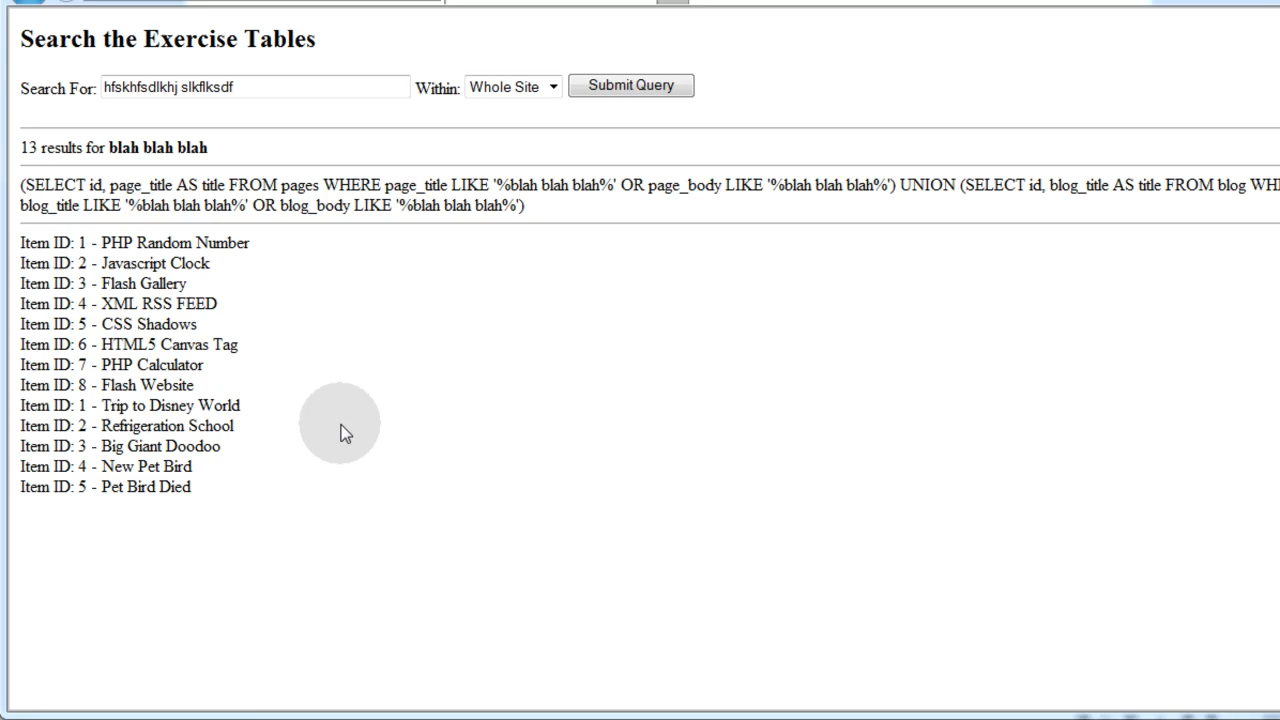 Search the Exercise Tables
Search For: hfskhfsdlkhj slkflksdf Within: Whole Site Submit Query
13 results for blah blah blah
(SELECT id, page_title AS title FROM pages WHERE page_title LIKE '%blah blah blah%' OR page_body LIKE '%blah blah blah%') UNION (SELECT id, blog_title AS title FROM blog
blog_title LIKE '%blah blah blah%' OR blog_body LIKE '%blah blah blah%')
Item ID: 1 - PHP Random Number
Item ID: 2 - Javascript Clock
Item ID: 3 - Flash Gallery
Item ID: 4 - XML RSS FEED
Item ID: 5 - CSS Shadows
Item ID: 6 - HTML5 Canvas Tag
Item ID: 7 - PHP Calculator
Item ID: 8 - Flash Website
Item ID: 1 - Trip to Disney World
Item ID: 2 - Refrigeration School
Item ID: 3 - Big Giant Doodoo
Item ID: 4 - New Pet Bird
Item ID: 5 - Pet Bird Died